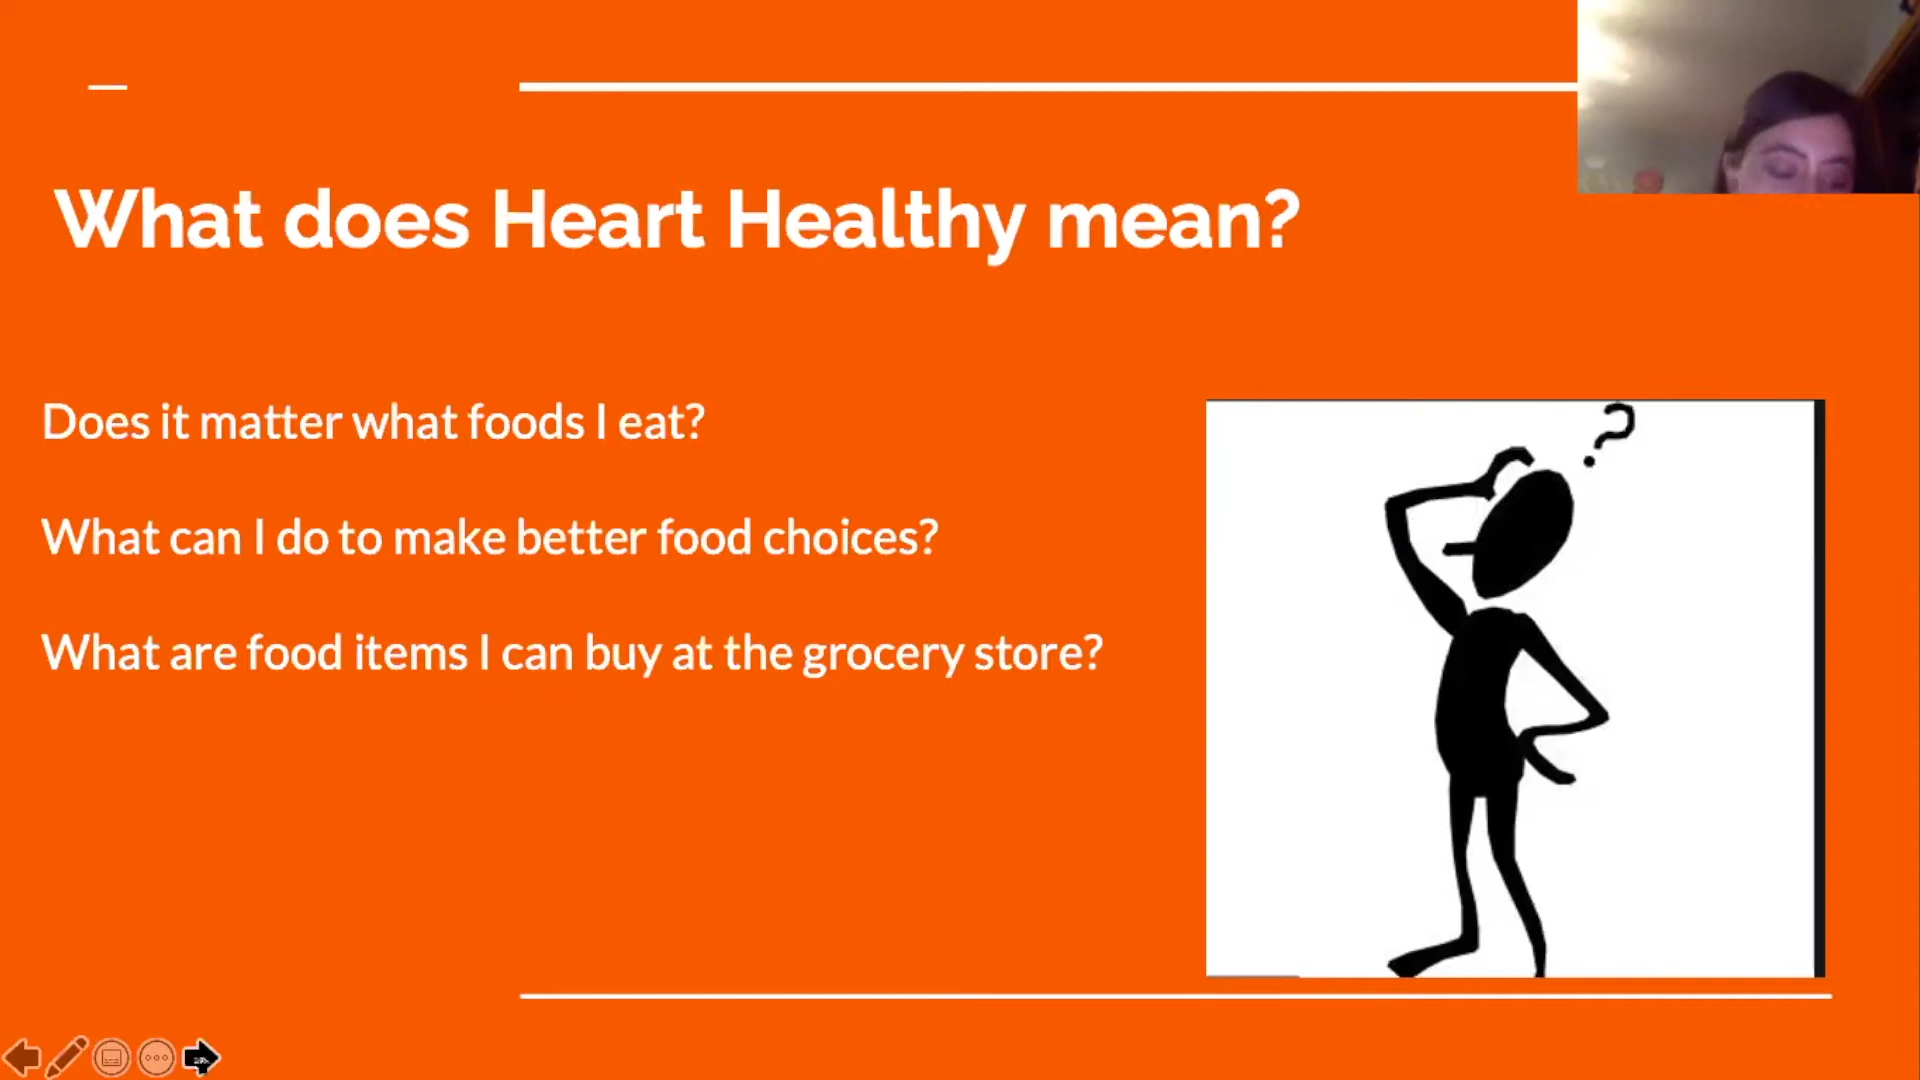 What does Heart Healthy mean?
Does it matter what foods I eat?
What can I do to make better food choices?
What are food items I can buy at the grocery store?
?